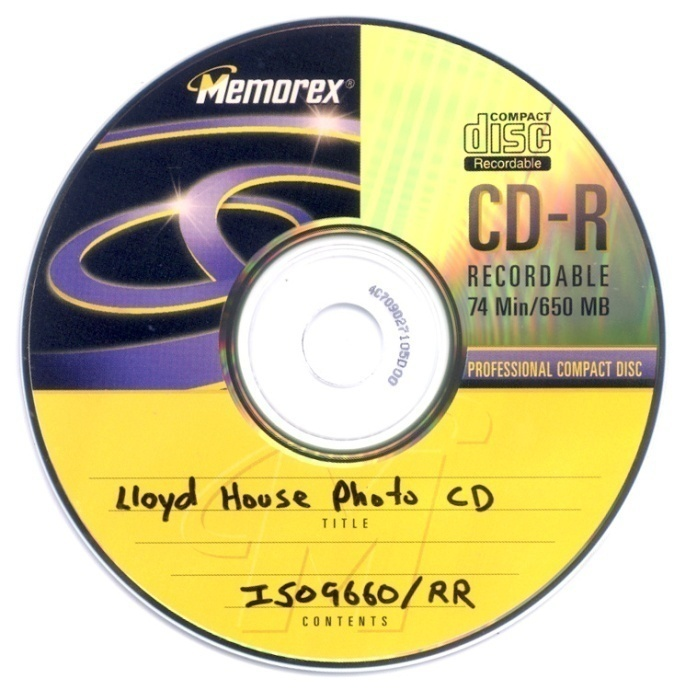 Memorex®
COMPACT
disc
Recordable
CD-R
RECORDABLE
74 Min/650 MB
PROFESSIONAL COMPACT DISC
4C709027105D00
Lloyd House Photo CD
TITLE
ISO9660/RR
CONTENTS